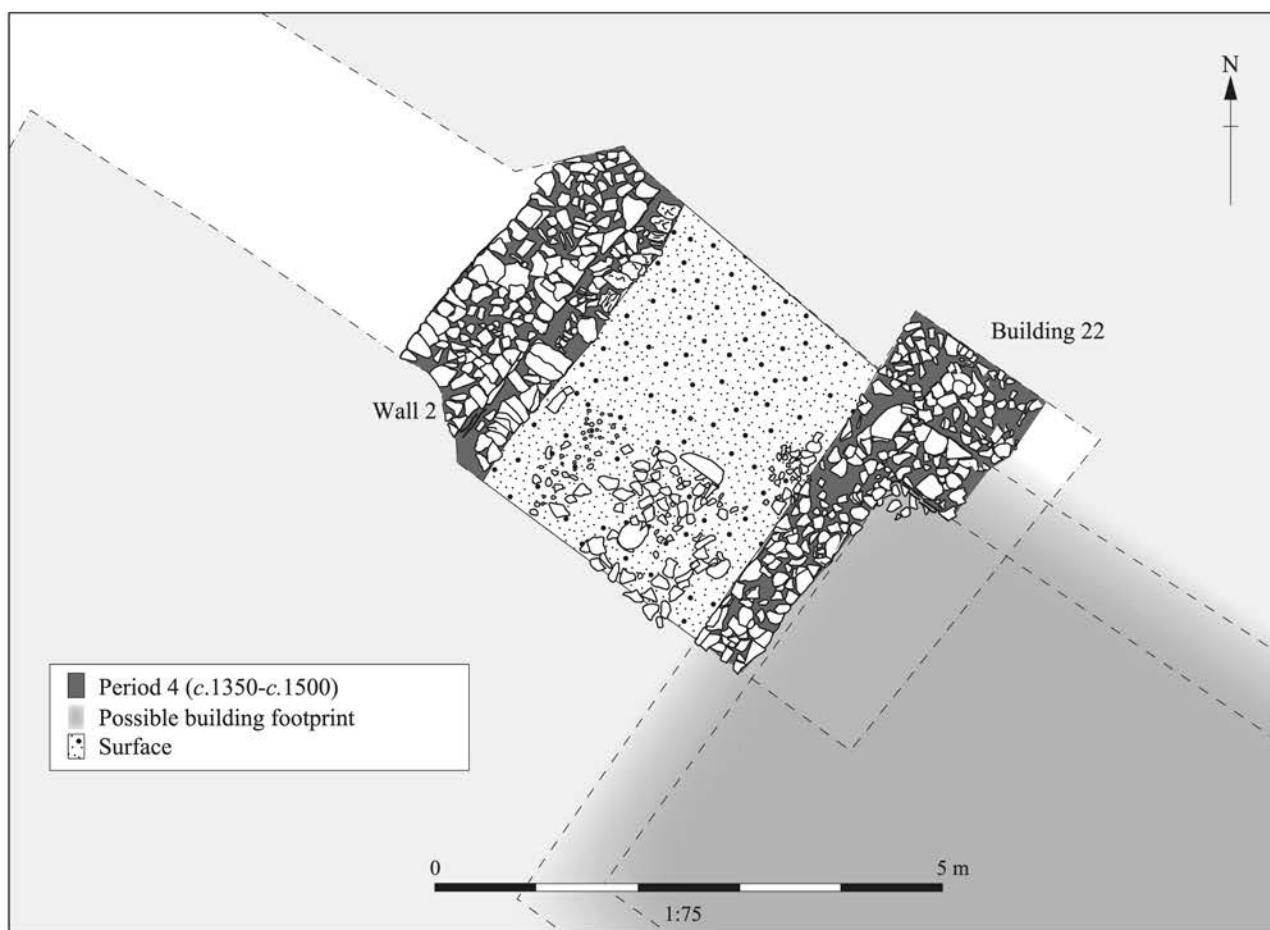 N
Building 22
Wall 2
Period 4 (c.1350-c.1500)
Possible building footprint
Surface
0 5 m
1:75